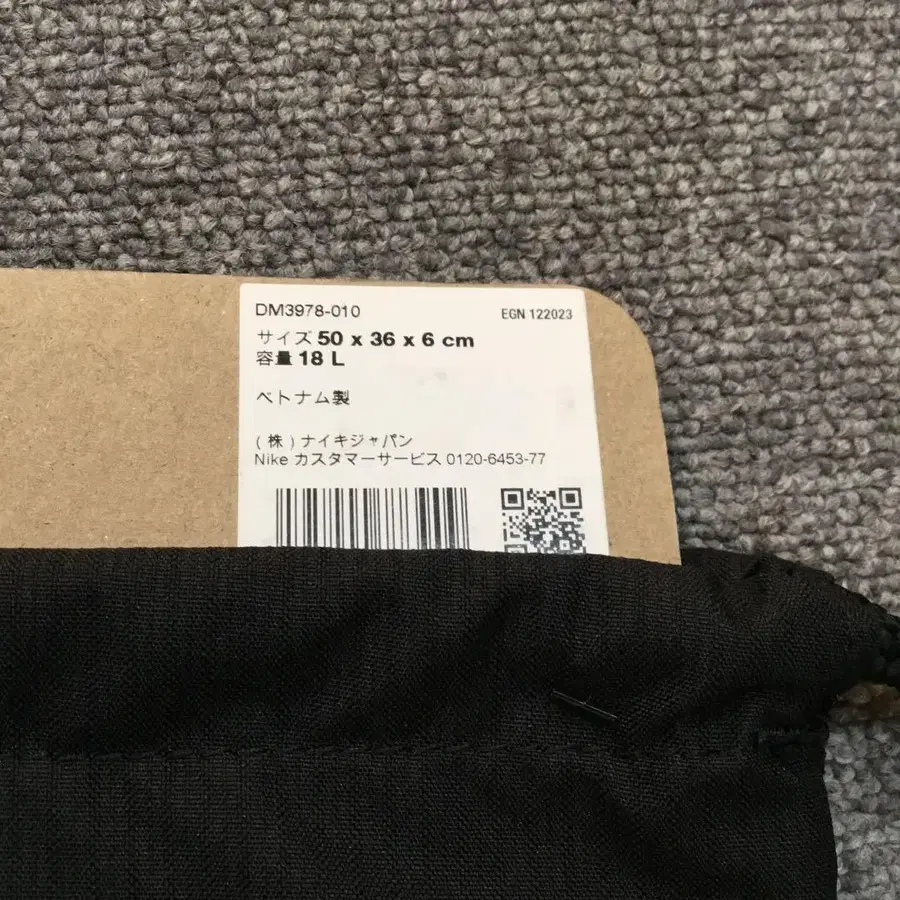 DM3978-010 EGN 122023
サイズ 50 x 36 x 6 cm
容量 18 L
ベトナム製
(株)ナイキジャパン
Nike カスタマーサービス 0120-6453-77